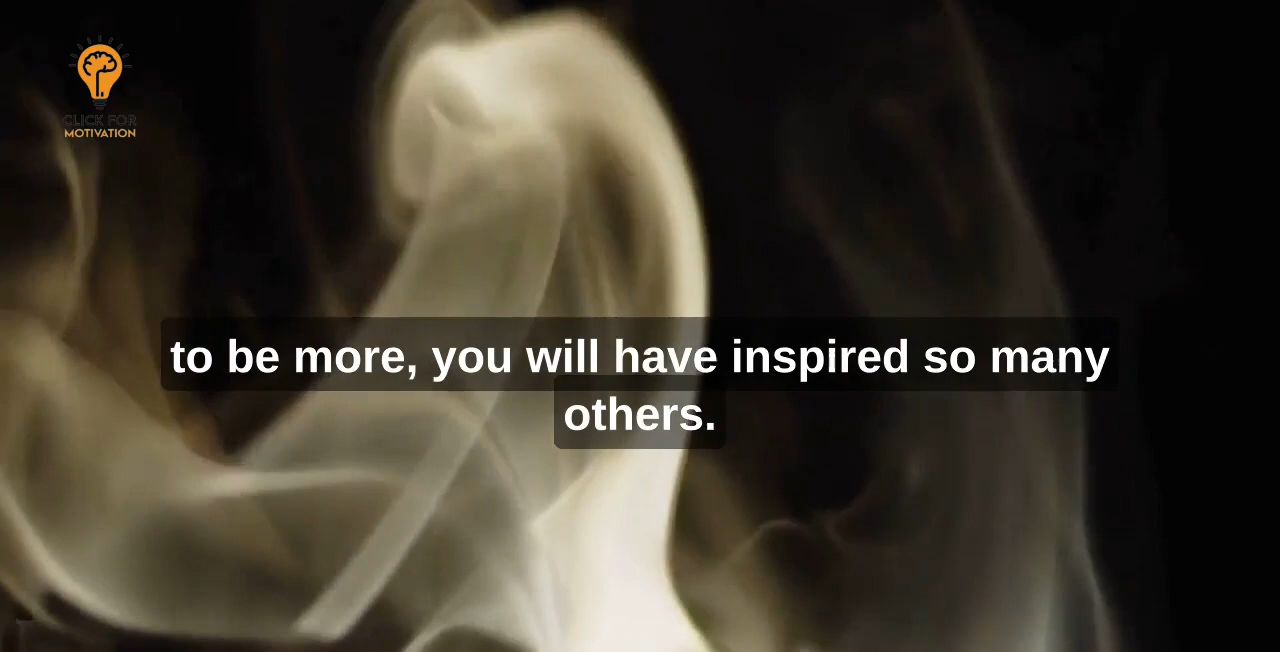 CLICK FOR
MOTIVATION
to be more, you will have inspired so many
others.